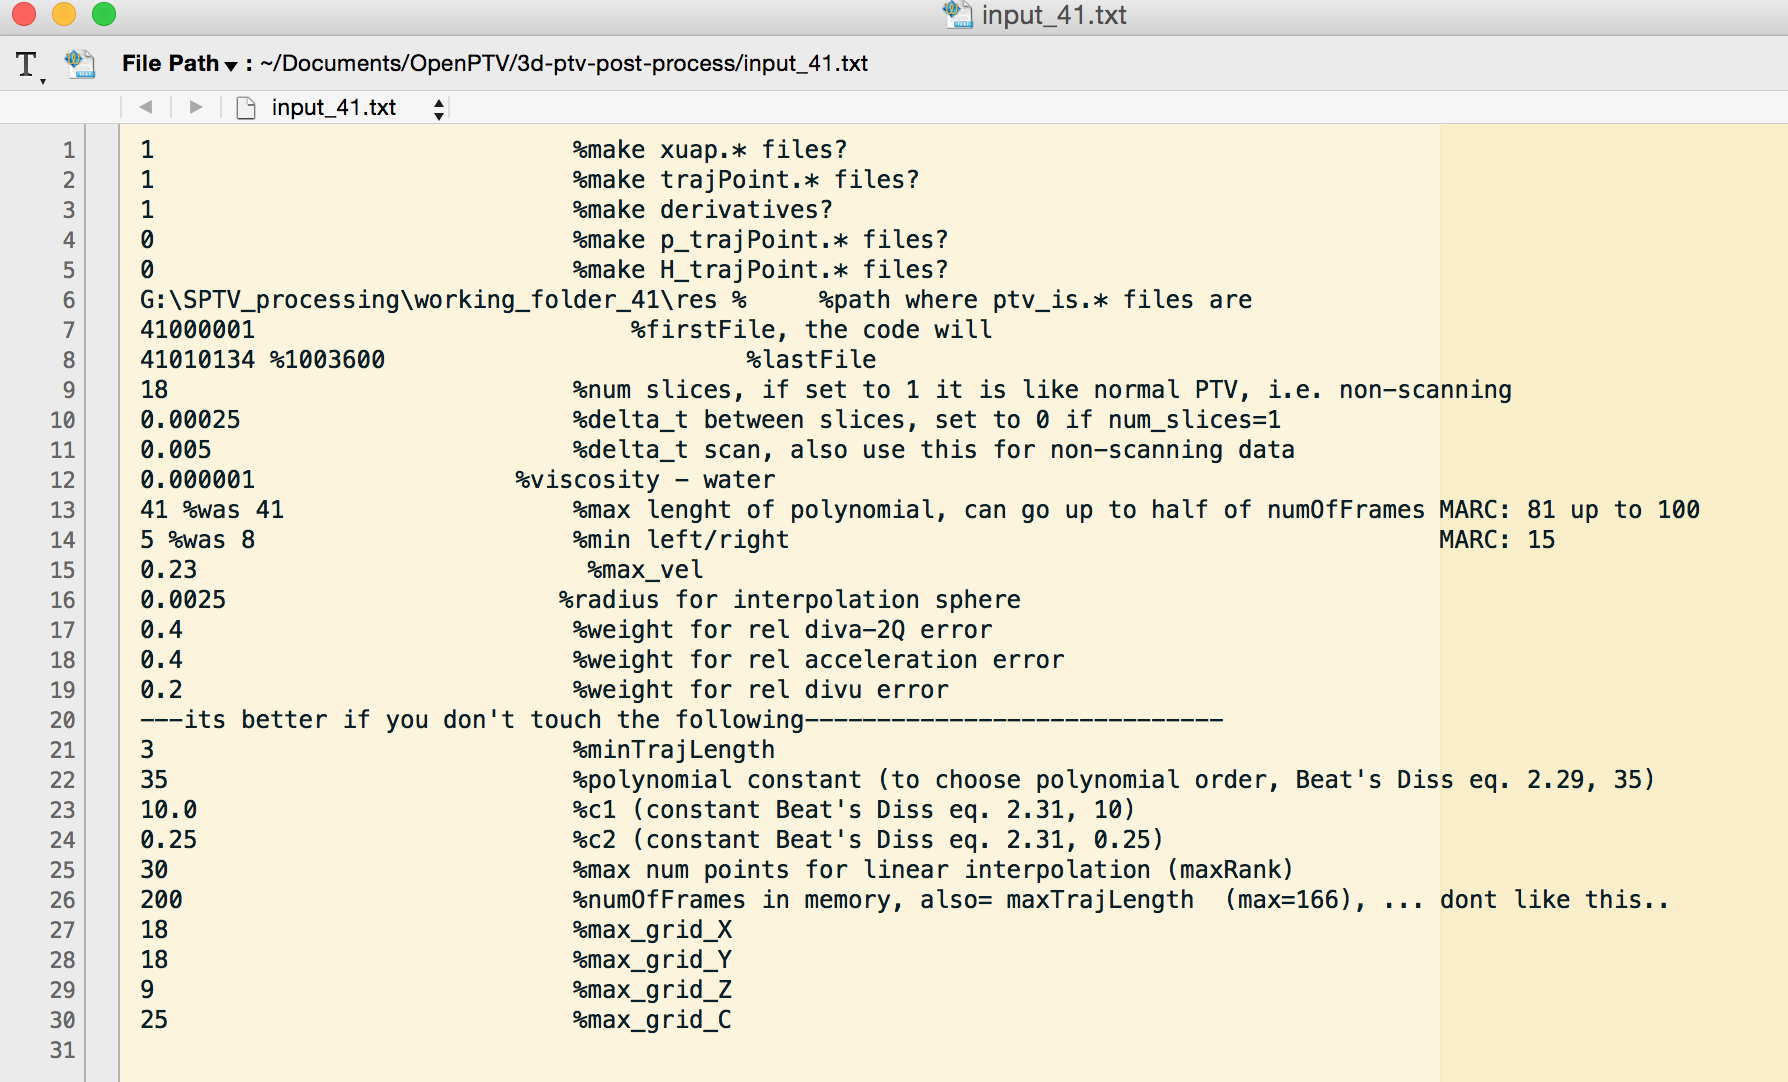 input_41.txt
T File Path ▾ : ~/Documents/OpenPTV/3d-ptv-post-process/input_41.txt
input_41.txt
1 1 %make xuap.* files?
2 1 %make trajPoint.* files?
3 1 %make derivatives?
4 0 %make p_trajPoint.* files?
5 0 %make H_trajPoint.* files?
6 G:\SPTV_processing\working_folder_41\res % %path where ptv_is.* files are
7 41000001 %firstFile, the code will
8 41010134 %1003600 %lastFile
9 18 %num slices, if set to 1 it is like normal PTV, i.e. non-scanning
10 0.00025 %delta_t between slices, set to 0 if num_slices=1
11 0.005 %delta_t scan, also use this for non-scanning data
12 0.000001 %viscosity - water
13 41 %was 41 %max lenght of polynomial, can go up to half of numOfFrames MARC: 81 up to 100
14 5 %was 8 %min left/right MARC: 15
15 0.23 %max_vel
16 0.0025 %radius for interpolation sphere
17 0.4 %weight for rel diva-2Q error
18 0.4 %weight for rel acceleration error
19 0.2 %weight for rel divu error
20 ---its better if you don't touch the following-----------------------------
21 3 %minTrajLength
22 35 %polynomial constant (to choose polynomial order, Beat's Diss eq. 2.29, 35)
23 10.0 %c1 (constant Beat's Diss eq. 2.31, 10)
24 0.25 %c2 (constant Beat's Diss eq. 2.31, 0.25)
25 30 %max num points for linear interpolation (maxRank)
26 200 %numOfFrames in memory, also= maxTrajLength (max=166), ... dont like this..
27 18 %max_grid_X
28 18 %max_grid_Y
29 9 %max_grid_Z
30 25 %max_grid_C
31